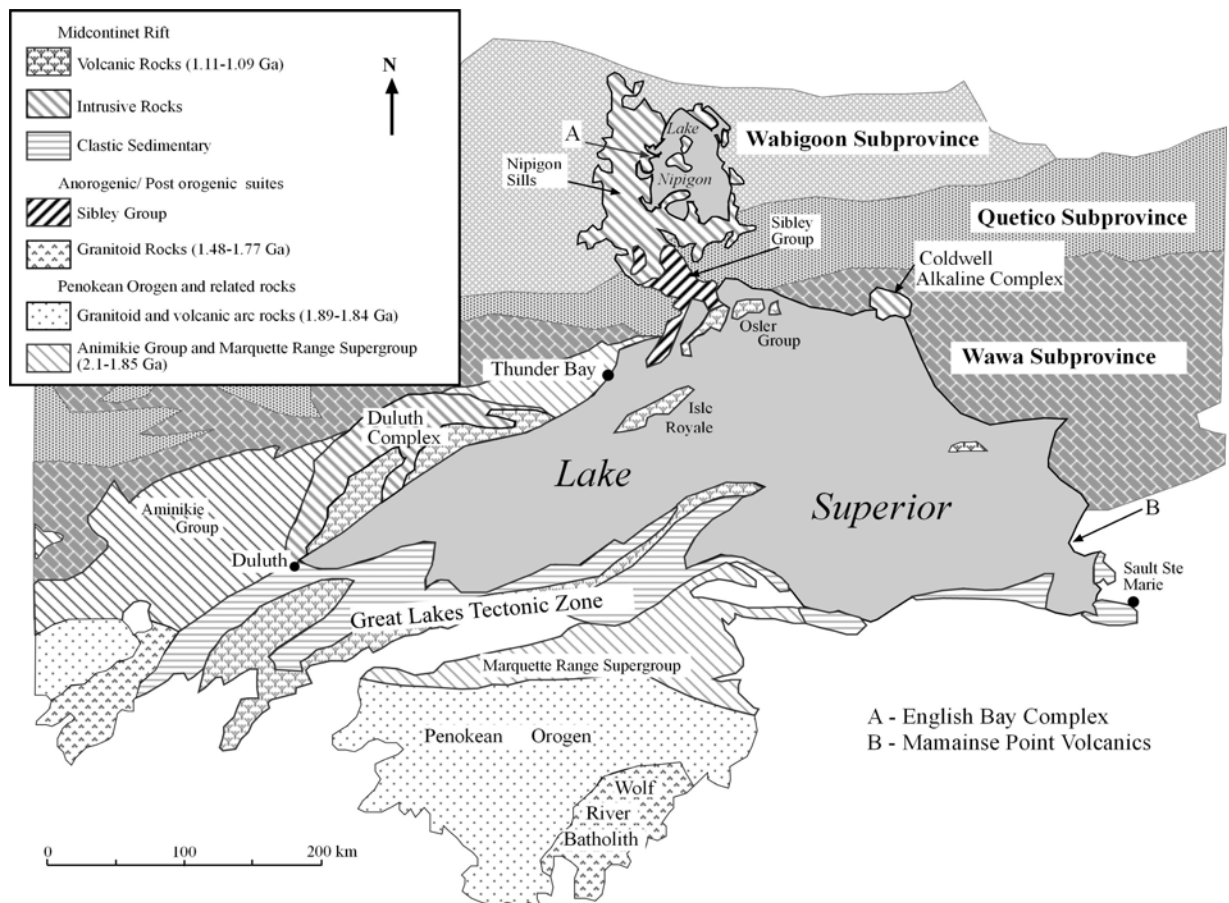 Midcontinet Rift
Volcanic Rocks (1.11-1.09 Ga)
Intrusive Rocks
Clastic Sedimentary
Anorogenic/ Post orogenic suites
Sibley Group
Granitoid Rocks (1.48-1.77 Ga)
Penokean Orogen and related rocks
Granitoid and volcanic arc rocks (1.89-1.84 Ga)
Animikie Group and Marquette Range Supergroup
(2.1-1.85 Ga)
N
A
Lake
Nipigon
Nipigon
Sills
Wabigoon Subprovince
Quetico Subprovince
Sibley
Group
Coldwell
Alkaline Complex
Osler
Group
Wawa Subprovince
Thunder Bay
Isle
Royale
Duluth
Complex
Lake
Superior
Aminikie
Group
B
Duluth
Sault Ste
Marie
Great Lakes Tectonic Zone
Marquette Range Supergroup
Penokean Orogen
Wolf
River
Batholith
A - English Bay Complex
B - Mamainse Point Volcanics
0 100 200 km